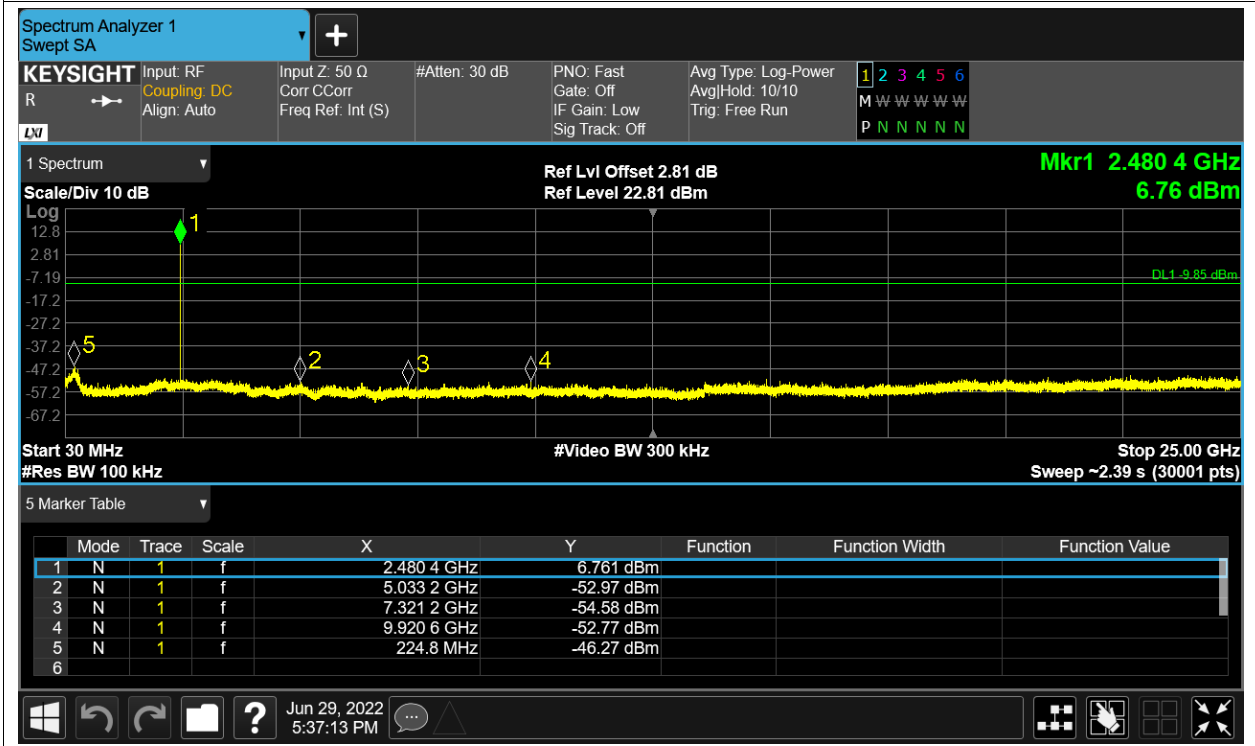 Spectrum Analyzer 1
Swept SA
+
KEYSIGHT Input: RF Input Z: 50 Ω #Atten: 30 dB PNO: Fast Avg Type: Log-Power 1 2 3 4 5 6
R Coupling: DC Corr CCorr Gate: Off Avg|Hold: 10/10 M W W W W W
Align: Auto Freq Ref: Int (S) IF Gain: Low Trig: Free Run
LXI Sig Track: Off P N N N N N
1 Spectrum Ref Lvl Offset 2.81 dB Mkr1 2.480 4 GHz
Scale/Div 10 dB Ref Level 22.81 dBm 6.76 dBm
Log
1
12.8
2.81
-7.19 DL1 -9.85 dBm
-17.2
-27.2
-37.2 5
-47.2 2 3 4
-57.2
-67.2
Start 30 MHz #Video BW 300 kHz Stop 25.00 GHz
#Res BW 100 kHz Sweep ~2.39 s (30001 pts)
5 Marker Table
Mode Trace Scale X Y Function Function Width Function Value
1 N 1 f 2.480 4 GHz 6.761 dBm
2 N 1 f 5.033 2 GHz -52.97 dBm
3 N 1 f 7.321 2 GHz -54.58 dBm
4 N 1 f 9.920 6 GHz -52.77 dBm
5 N 1 f 224.8 MHz -46.27 dBm
6
? Jun 29, 2022
5:37:13 PM